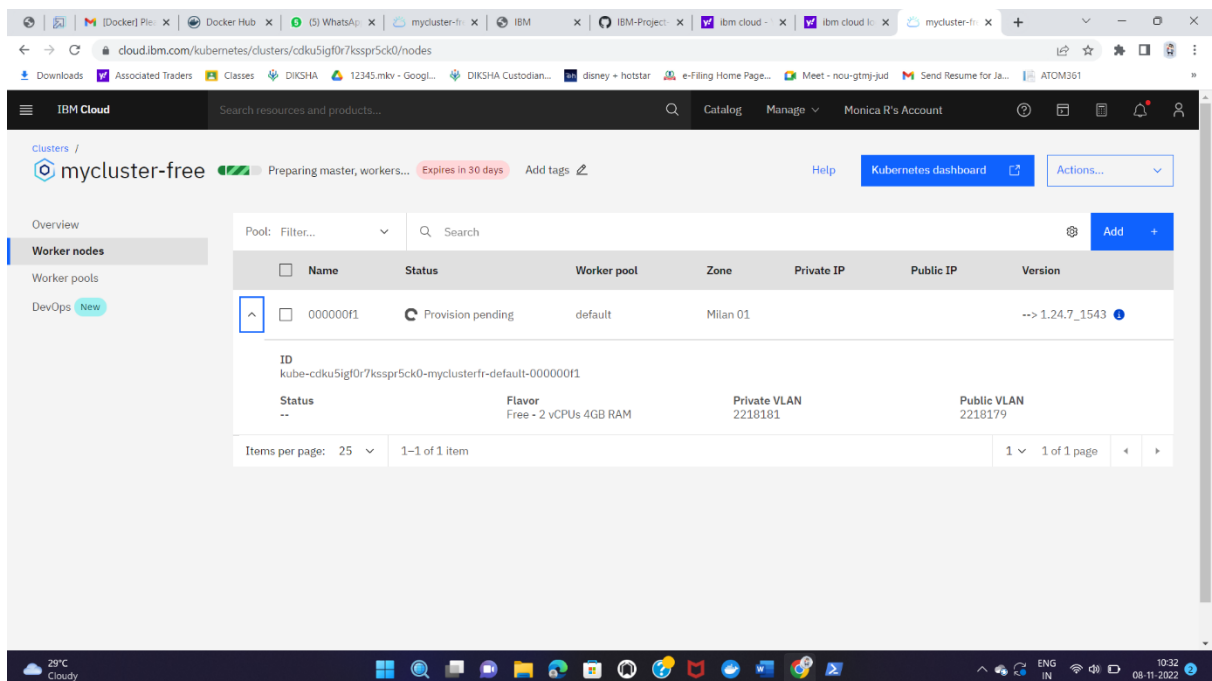 [Docker] Ple
Docker Hub
(5) WhatsAp
mycluster-fr
IBM
IBM-Project-
ibm cloud -
ibm cloud lo
mycluster-fr
cloud.ibm.com/kubernetes/clusters/cdku5igf0r7ksspr5ck0/nodes
Downloads Associated Traders Classes DIKSHA 12345.mkv - Googl... DIKSHA Custodian... disney + hotstar e-Filing Home Page... Meet - nou-gtmj-jud Send Resume for Ja... ATOM361 »
IBM Cloud Search resources and products... Catalog Manage Monica R's Account
Clusters /
mycluster-free Preparing master, workers... Expires in 30 days Add tags Help Kubernetes dashboard Actions...
Overview
Worker nodes
Worker pools
DevOps New
Pool: Filter... Search Add +
Name Status Worker pool Zone Private IP Public IP Version
000000f1 Provision pending default Milan 01 --> 1.24.7_1543
ID
kube-cdku5igf0r7ksspr5ck0-myclusterfr-default-000000f1
Status Flavor Private VLAN Public VLAN
-- Free - 2 vCPUs 4GB RAM 2218181 2218179
Items per page: 25 1–1 of 1 item 1 1 of 1 page
29°C
Cloudy
ENG
IN
10:32
08-11-2022
2